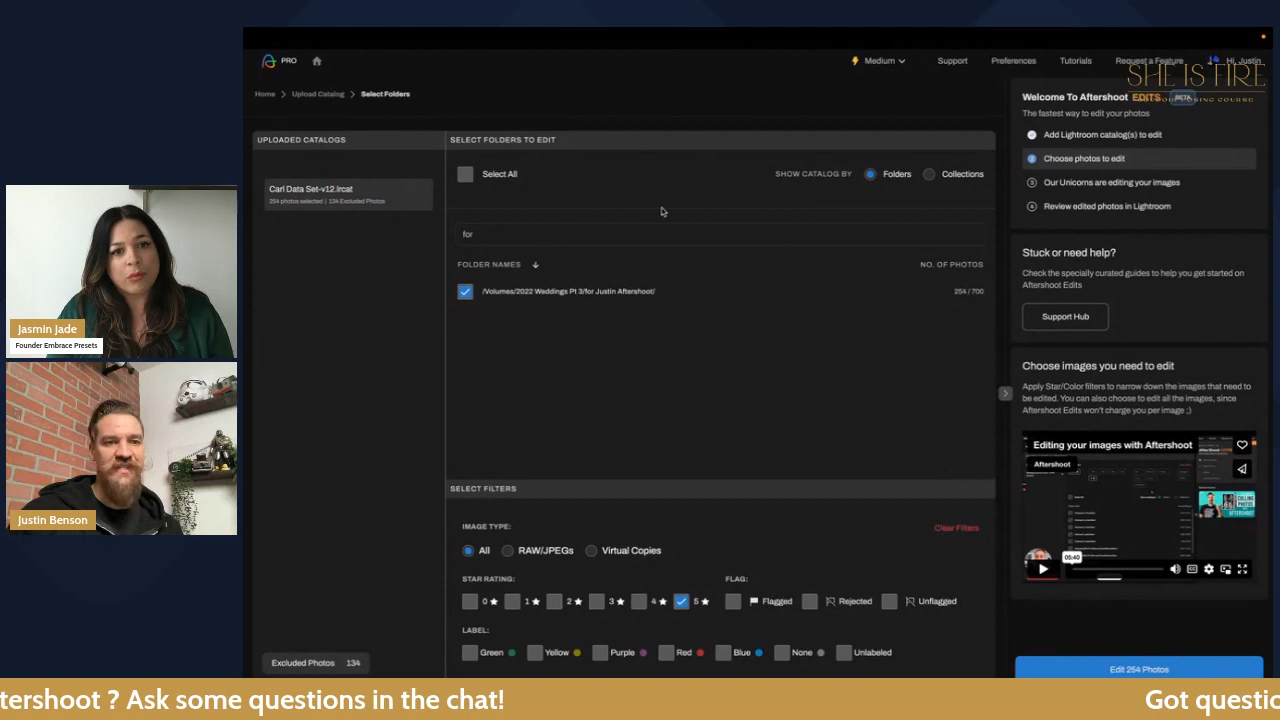 PRO
Medium
Support
Preferences
Tutorials
Request a Feature
Hi, Justin
SHE IS FIRE
Home > Upload Catalog > Select Folders
UPLOADED CATALOGS
Carl Data Set-v12.lrcat
254 photos selected | 134 Excluded Photos
Excluded Photos 134
SELECT FOLDERS TO EDIT
Select All
SHOW CATALOG BY
Folders
Collections
for
FOLDER NAMES
NO. OF PHOTOS
/Volumes/2022 Weddings Pt 3/for Justin Aftershoot/
254 / 700
SELECT FILTERS
IMAGE TYPE:
Clear Filters
All
RAW/JPEGs
Virtual Copies
STAR RATING:
0 ★ 1 ★ 2 ★ 3 ★ 4 ★ 5 ★
FLAG:
Flagged
Rejected
Unflagged
LABEL:
Green
Yellow
Purple
Red
Blue
None
Unlabeled
Welcome To Aftershoot EDITS BETA
The fastest way to edit your photos
Add Lightroom catalog(s) to edit
2 Choose photos to edit
3 Our Unicorns are editing your images
4 Review edited photos in Lightroom
Stuck or need help?
Check the specially curated guides to help you get started on
Aftershoot Edits
Support Hub
Choose images you need to edit
Apply Star/Color filters to narrow down the images that need to
be edited. You can also choose to edit all the images, since
Aftershoot Edits won't charge you per image ;)
Editing your images with Aftershoot
Aftershoot
05:40
Edit 254 Photos
Jasmin Jade
Founder Embrace Presets
Justin Benson
tershoot ? Ask some questions in the chat!
Got questio